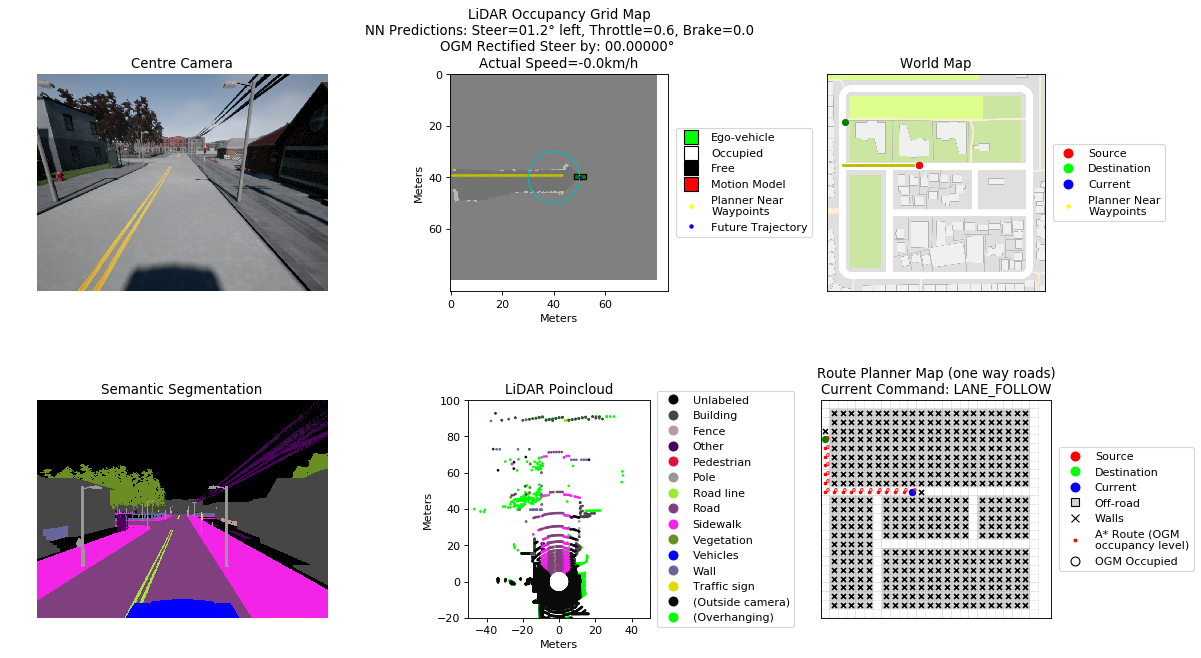 LiDAR Occupancy Grid Map
NN Predictions: Steer=01.2° left, Throttle=0.6, Brake=0.0
OGM Rectified Steer by: 00.00000°
Actual Speed=-0.0km/h
Centre Camera
World Map
0
20
40
60
Meters
0
20
40
60
Meters
Ego-vehicle
Occupied
Free
Motion Model
Planner Near
Waypoints
Future Trajectory
Source
Destination
Current
Planner Near
Waypoints
Semantic Segmentation
LiDAR Poincloud
Route Planner Map (one way roads)
Current Command: LANE_FOLLOW
100
80
60
40
20
0
−20
Meters
−40
−20
0
20
40
Meters
Unlabeled
Building
Fence
Other
Pedestrian
Pole
Road line
Road
Sidewalk
Vegetation
Vehicles
Wall
Traffic sign
(Outside camera)
(Overhanging)
Source
Destination
Current
Off-road
Walls
A* Route (OGM
occupancy level)
OGM Occupied